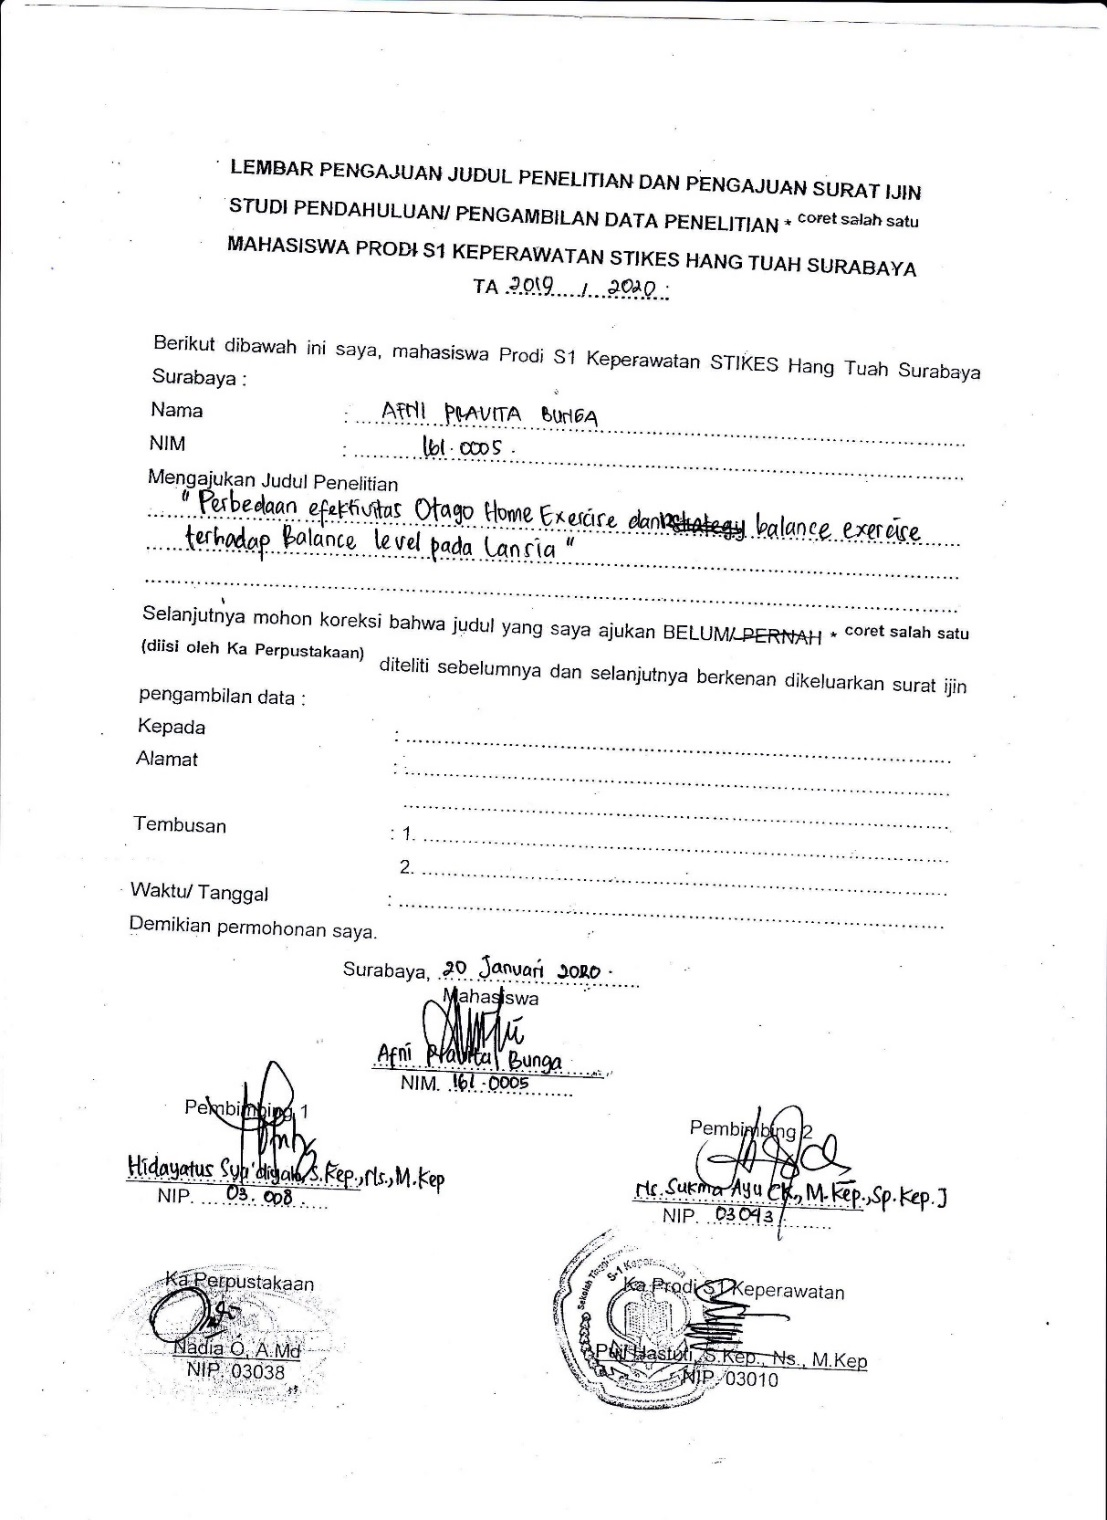 LEMBAR PENGAJUAN JUDUL PENELITIAN DAN PENGAJUAN SURAT IJIN
STUDI PENDAHULUAN/ PENGAMBILAN DATA PENELITIAN * coret salah satu
MAHASISWA PRODI S1 KEPERAWATAN STIKES HANG TUAH SURABAYA
TA 2019 / 2020
Berikut dibawah ini saya, mahasiswa Prodi S1 Keperawatan STIKES Hang Tuah Surabaya
Surabaya :
Nama : AFNI PRAVITA BUNGA
NIM : 161.0005.
Mengajukan Judul Penelitian
" Perbedaan efektivitas Otago Home Exercise dan strategy balance exercise
terhadap Balance level pada Lansia "
Selanjutnya mohon koreksi bahwa judul yang saya ajukan BELUM/ PERNAH * coret salah satu
(diisi oleh Ka Perpustakaan) diteliti sebelumnya dan selanjutnya berkenan dikeluarkan surat ijin
pengambilan data :
Kepada :
Alamat :
Tembusan : 1.
2.
Waktu/ Tanggal :
Demikian permohonan saya.
Surabaya, 20 Januari 2020.
Mahasiswa
Afni Pravita Bunga
NIM. 161.0005
Pembimbing 1
Hidayatus Sya'diyah, S.Kep., Ns., M.Kep
NIP. 03.008
Pembimbing 2
Ns. Sukma Ayu CK., M.Kep., Sp.Kep.J
NIP. 03043
Ka Perpustakaan
Nadia O, A.Md
NIP. 03038
Ka Prodi S1 Keperawatan
Puji Hastuti, S.Kep., Ns., M.Kep
NIP. 03010